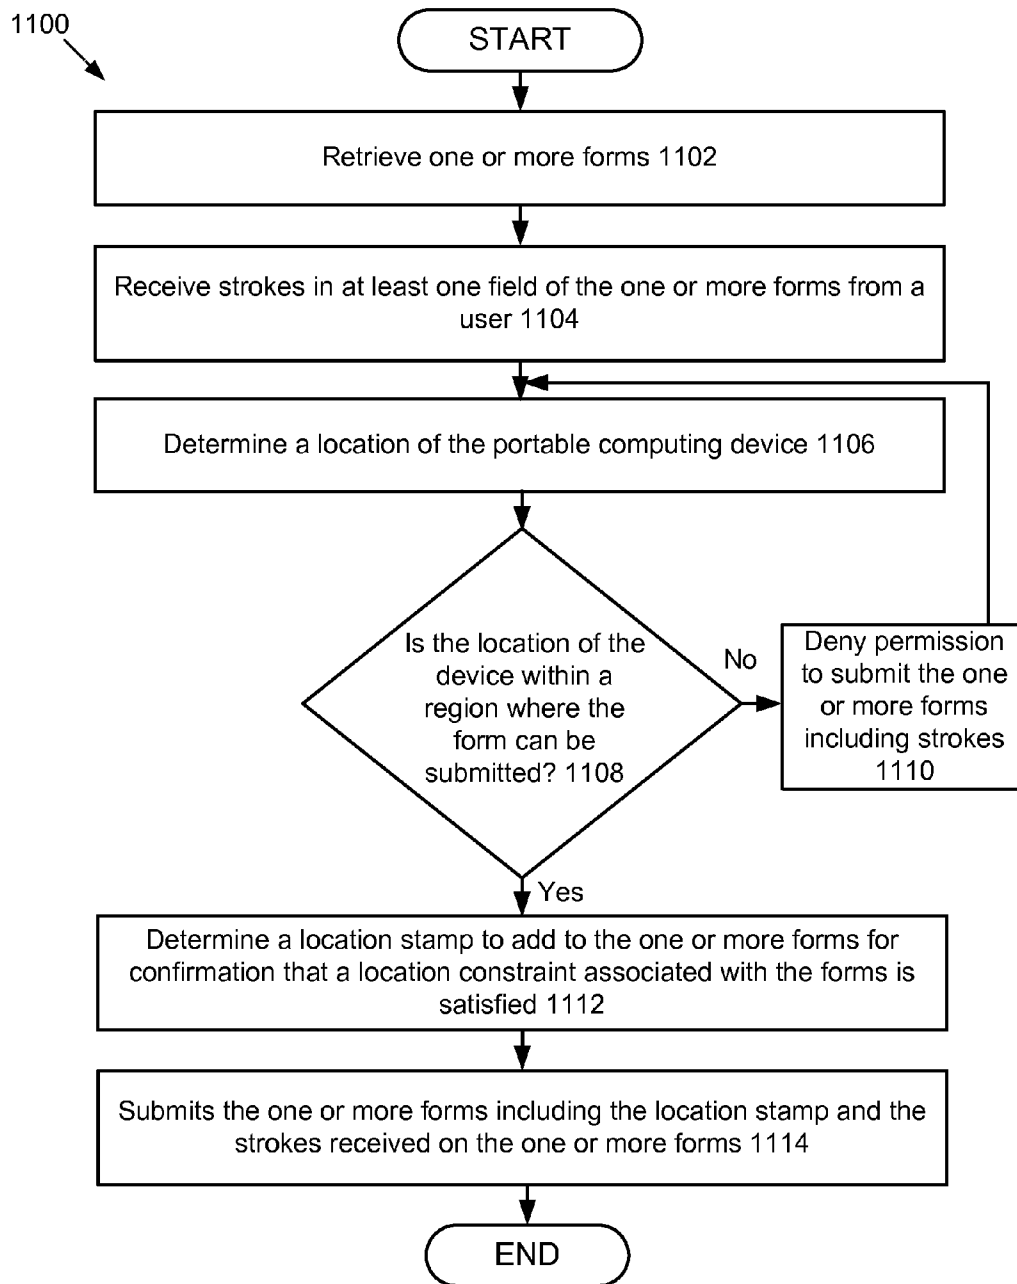 1100
START
Retrieve one or more forms 1102
Receive strokes in at least one field of the one or more forms from a
user 1104
Determine a location of the portable computing device 1106
Is the location of the
device within a
region where the
form can be
submitted? 1108
No
Deny permission
to submit the one
or more forms
including strokes
1110
Yes
Determine a location stamp to add to the one or more forms for
confirmation that a location constraint associated with the forms is
satisfied 1112
Submits the one or more forms including the location stamp and the
strokes received on the one or more forms 1114
END